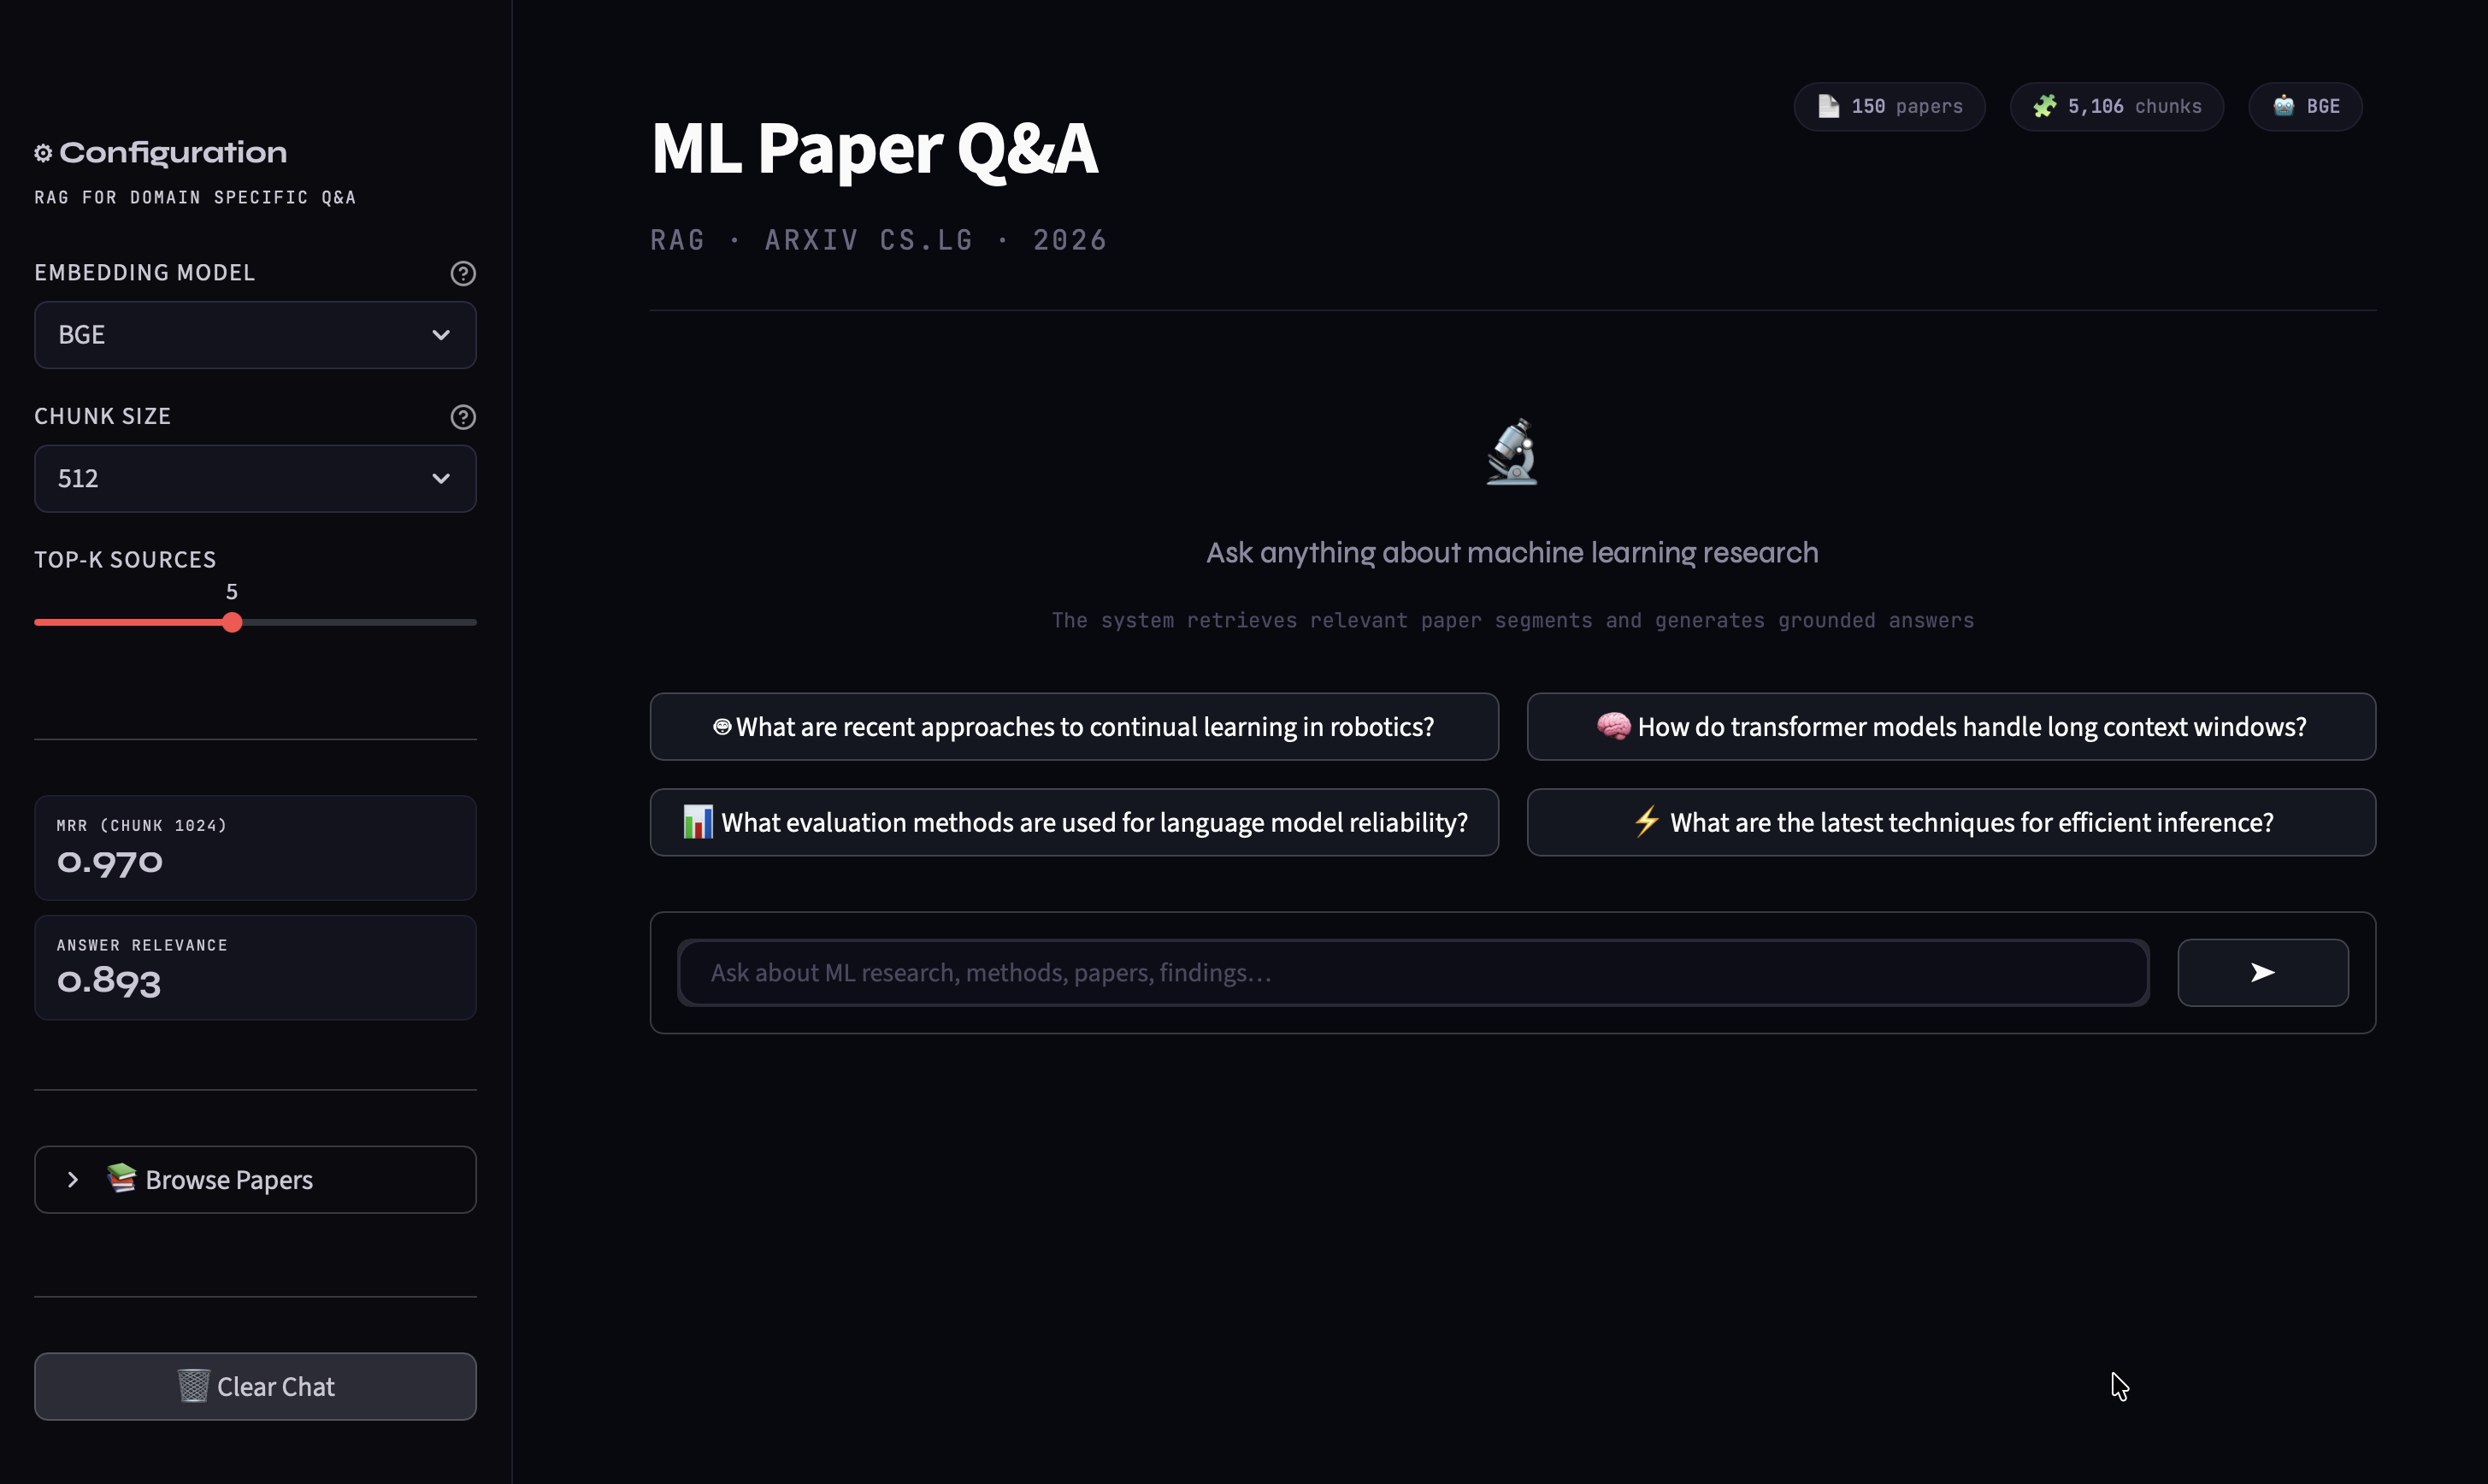 Configuration
RAG FOR DOMAIN SPECIFIC Q&A
EMBEDDING MODEL
BGE
CHUNK SIZE
512
TOP-K SOURCES
5
MRR (CHUNK 1024)
0.970
ANSWER RELEVANCE
0.893
Browse Papers
Clear Chat
150 papers
5,106 chunks
BGE
ML Paper Q&A
RAG · ARXIV CS.LG · 2026
Ask anything about machine learning research
The system retrieves relevant paper segments and generates grounded answers
What are recent approaches to continual learning in robotics?
How do transformer models handle long context windows?
What evaluation methods are used for language model reliability?
What are the latest techniques for efficient inference?
Ask about ML research, methods, papers, findings...